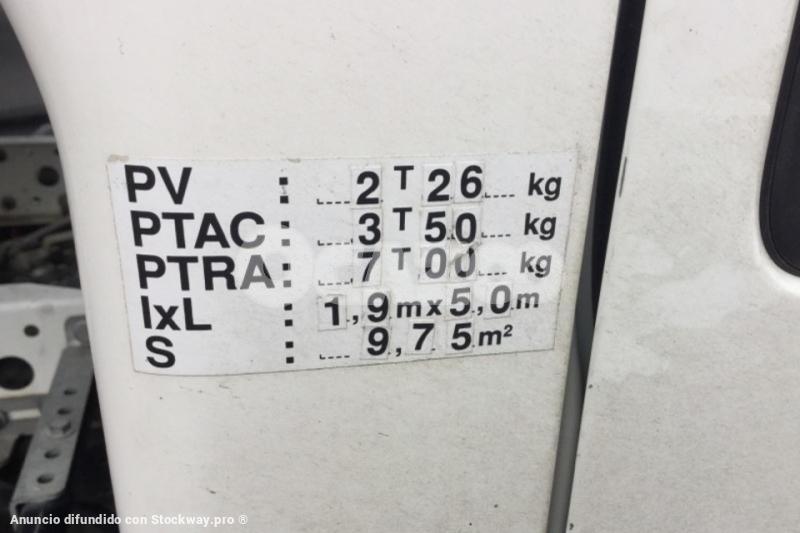 PV : 2 T 26 kg
PTAC : 3 T 50 kg
PTRA : 7 T 00 kg
lxL : 1,9 m x 5,0 m
S : 9,75 m²
Anuncio difundido con Stockway.pro ®